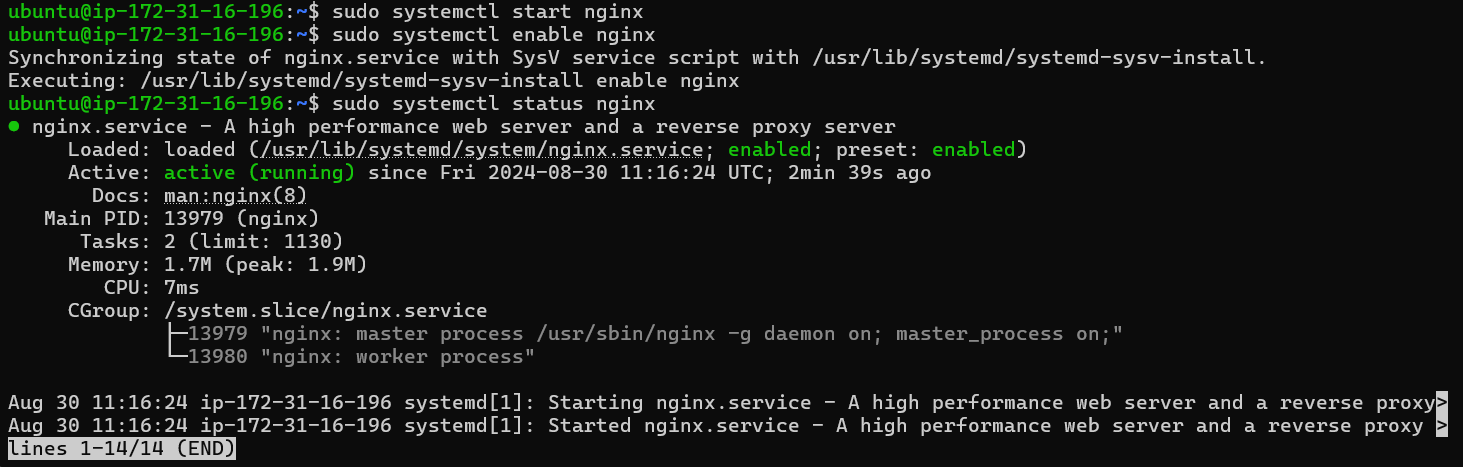 ubuntu@ip-172-31-16-196:~$ sudo systemctl start nginx
ubuntu@ip-172-31-16-196:~$ sudo systemctl enable nginx
Synchronizing state of nginx.service with SysV service script with /usr/lib/systemd/systemd-sysv-install.
Executing: /usr/lib/systemd/systemd-sysv-install enable nginx
ubuntu@ip-172-31-16-196:~$ sudo systemctl status nginx
● nginx.service - A high performance web server and a reverse proxy server
     Loaded: loaded (/usr/lib/systemd/system/nginx.service; enabled; preset: enabled)
     Active: active (running) since Fri 2024-08-30 11:16:24 UTC; 2min 39s ago
       Docs: man:nginx(8)
   Main PID: 13979 (nginx)
      Tasks: 2 (limit: 1130)
     Memory: 1.7M (peak: 1.9M)
        CPU: 7ms
     CGroup: /system.slice/nginx.service
             ├─13979 "nginx: master process /usr/sbin/nginx -g daemon on; master_process on;"
             └─13980 "nginx: worker process"
Aug 30 11:16:24 ip-172-31-16-196 systemd[1]: Starting nginx.service - A high performance web server and a reverse proxy>
Aug 30 11:16:24 ip-172-31-16-196 systemd[1]: Started nginx.service - A high performance web server and a reverse proxy >
lines 1-14/14 (END)